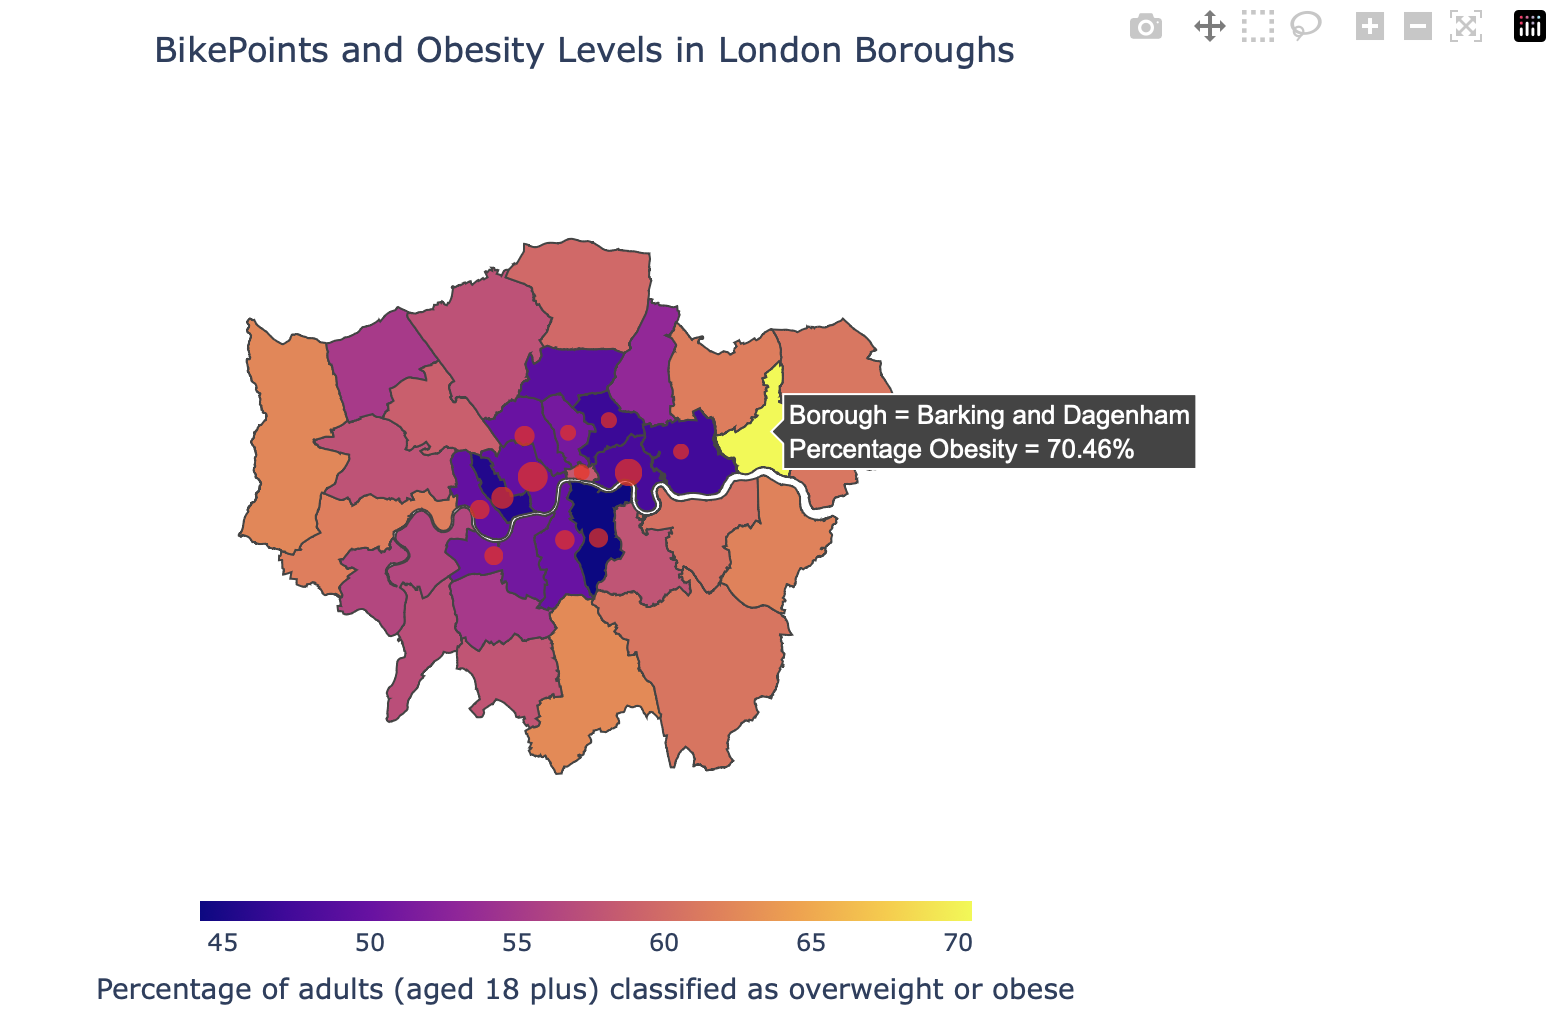 BikePoints and Obesity Levels in London Boroughs
Borough = Barking and Dagenham
Percentage Obesity = 70.46%
45 50 55 60 65 70
Percentage of adults (aged 18 plus) classified as overweight or obese